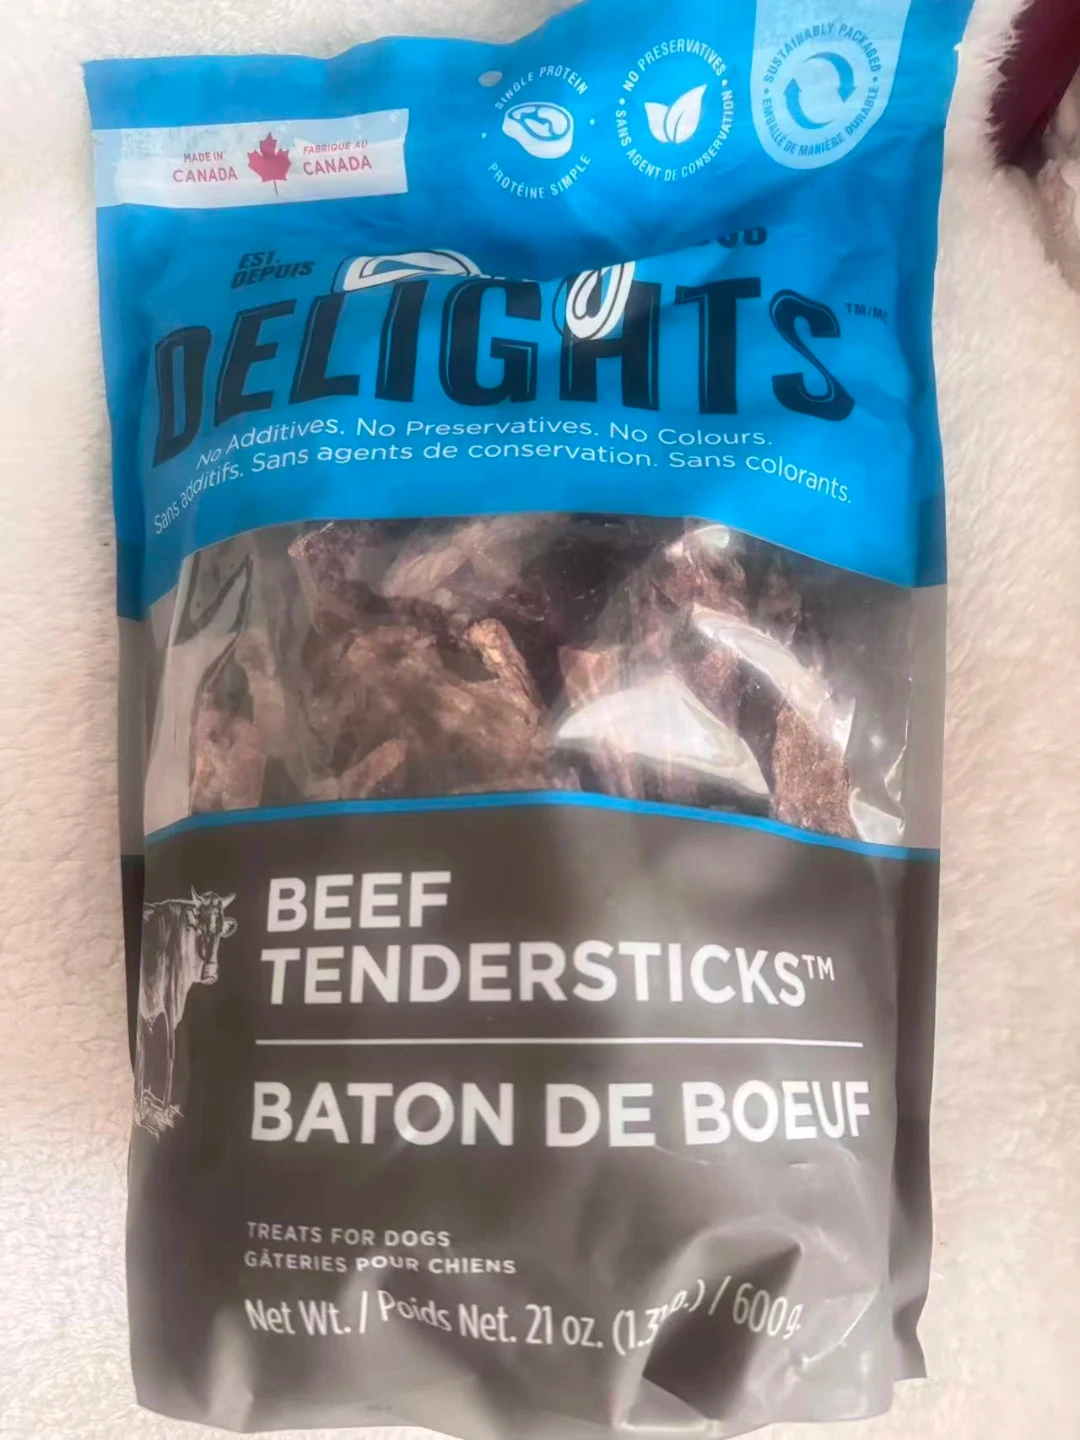 MADE IN CANADA
FABRIQUE AU CANADA
SINGLE PROTEIN
PROTÉINE SIMPLE
NO PRESERVATIVES
SANS AGENT DE CONSERVATION
SUSTAINABLY PACKAGED
EMBALLÉ DE MANIÈRE DURABLE
EST.
DEPUIS
DELIGHTS TM/MC
No Additives. No Preservatives. No Colours.
Sans additifs. Sans agents de conservation. Sans colorants.
BEEF
TENDERSTICKS™
BATON DE BOEUF
TREATS FOR DOGS
GÂTERIES POUR CHIENS
Net Wt. / Poids Net. 21 oz. / 600g.